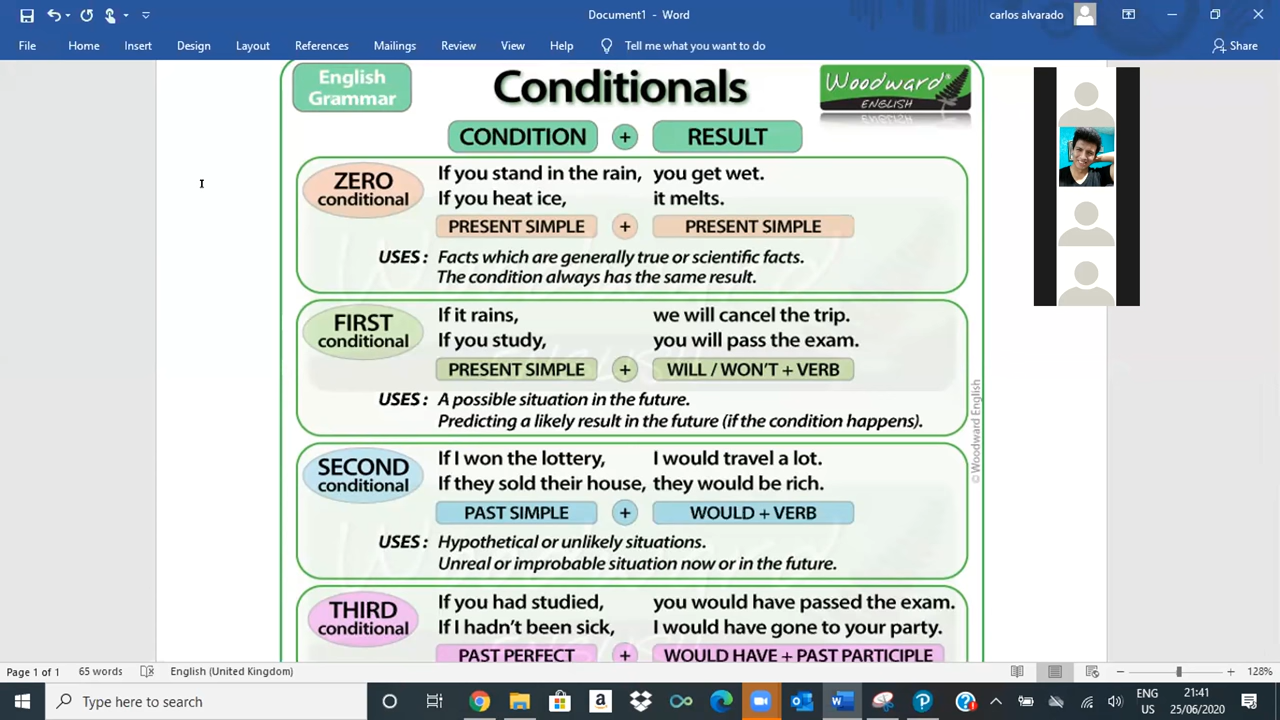 Document1 - Word
carlos alvarado
File Home Insert Design Layout References Mailings Review View Help Tell me what you want to do Share
English
Grammar
Conditionals
Woodward®
ENGLISH
CONDITION + RESULT
ZERO
conditional
If you stand in the rain, you get wet.
If you heat ice, it melts.
PRESENT SIMPLE + PRESENT SIMPLE
USES: Facts which are generally true or scientific facts.
The condition always has the same result.
FIRST
conditional
If it rains, we will cancel the trip.
If you study, you will pass the exam.
PRESENT SIMPLE + WILL / WON'T + VERB
USES: A possible situation in the future.
Predicting a likely result in the future (if the condition happens).
© Woodward English
SECOND
conditional
If I won the lottery, I would travel a lot.
If they sold their house, they would be rich.
PAST SIMPLE + WOULD + VERB
USES: Hypothetical or unlikely situations.
Unreal or improbable situation now or in the future.
THIRD
conditional
If you had studied, you would have passed the exam.
If I hadn't been sick, I would have gone to your party.
PAST PERFECT + WOULD HAVE + PAST PARTICIPLE
Page 1 of 1 65 words English (United Kingdom) 128%
Type here to search
ENG
US
21:41
25/06/2020